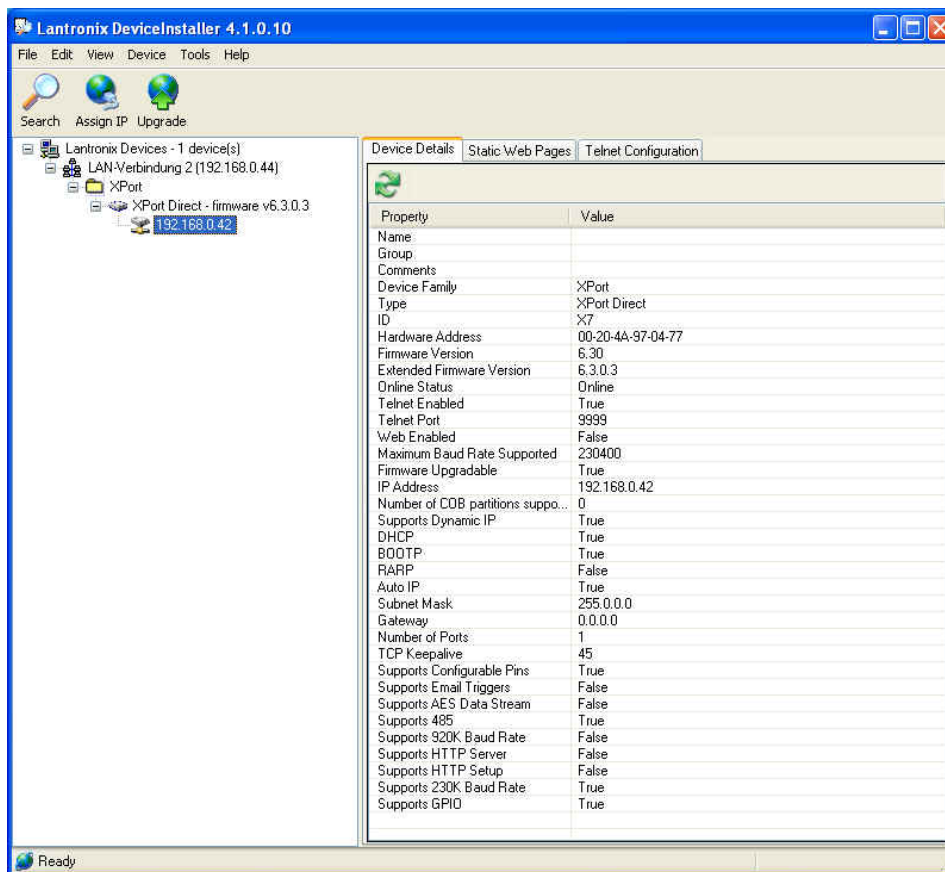 Lantronix DeviceInstaller 4.1.0.10
File Edit View Device Tools Help
Search Assign IP Upgrade
Lantronix Devices - 1 device(s)
LAN-Verbindung 2 (192.168.0.44)
XPort
XPort Direct - firmware v6.3.0.3
192.168.0.42
Device Details Static Web Pages Telnet Configuration
Property Value
Name
Group
Comments
Device Family XPort
Type XPort Direct
ID X7
Hardware Address 00-20-4A-97-04-77
Firmware Version 6.30
Extended Firmware Version 6.3.0.3
Online Status Online
Telnet Enabled True
Telnet Port 9999
Web Enabled False
Maximum Baud Rate Supported 230400
Firmware Upgradable True
IP Address 192.168.0.42
Number of COB partitions suppo... 0
Supports Dynamic IP True
DHCP True
BOOTP True
RARP False
Auto IP True
Subnet Mask 255.0.0.0
Gateway 0.0.0.0
Number of Ports 1
TCP Keepalive 45
Supports Configurable Pins True
Supports Email Triggers False
Supports AES Data Stream False
Supports 485 True
Supports 920K Baud Rate False
Supports HTTP Server False
Supports HTTP Setup False
Supports 230K Baud Rate True
Supports GPIO True
Ready